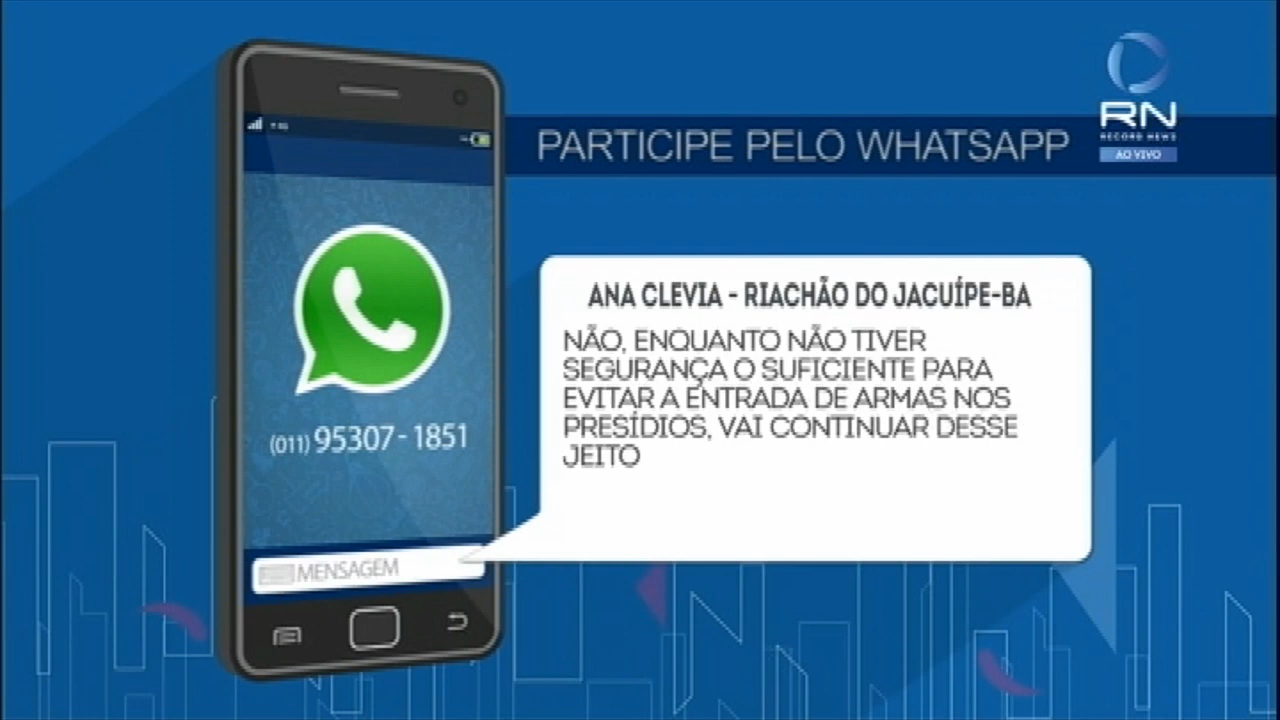 PARTICIPE PELO WHATSAPP
RN
RECORD NEWS
AO VIVO
ANA CLEVIA - RIACHÃO DO JACUÍPE-BA
NÃO, ENQUANTO NÃO TIVER
SEGURANÇA O SUFICIENTE PARA
EVITAR A ENTRADA DE ARMAS NOS
PRESÍDIOS, VAI CONTINUAR DESSE
JEITO
(011) 95307-1851
MENSAGEM